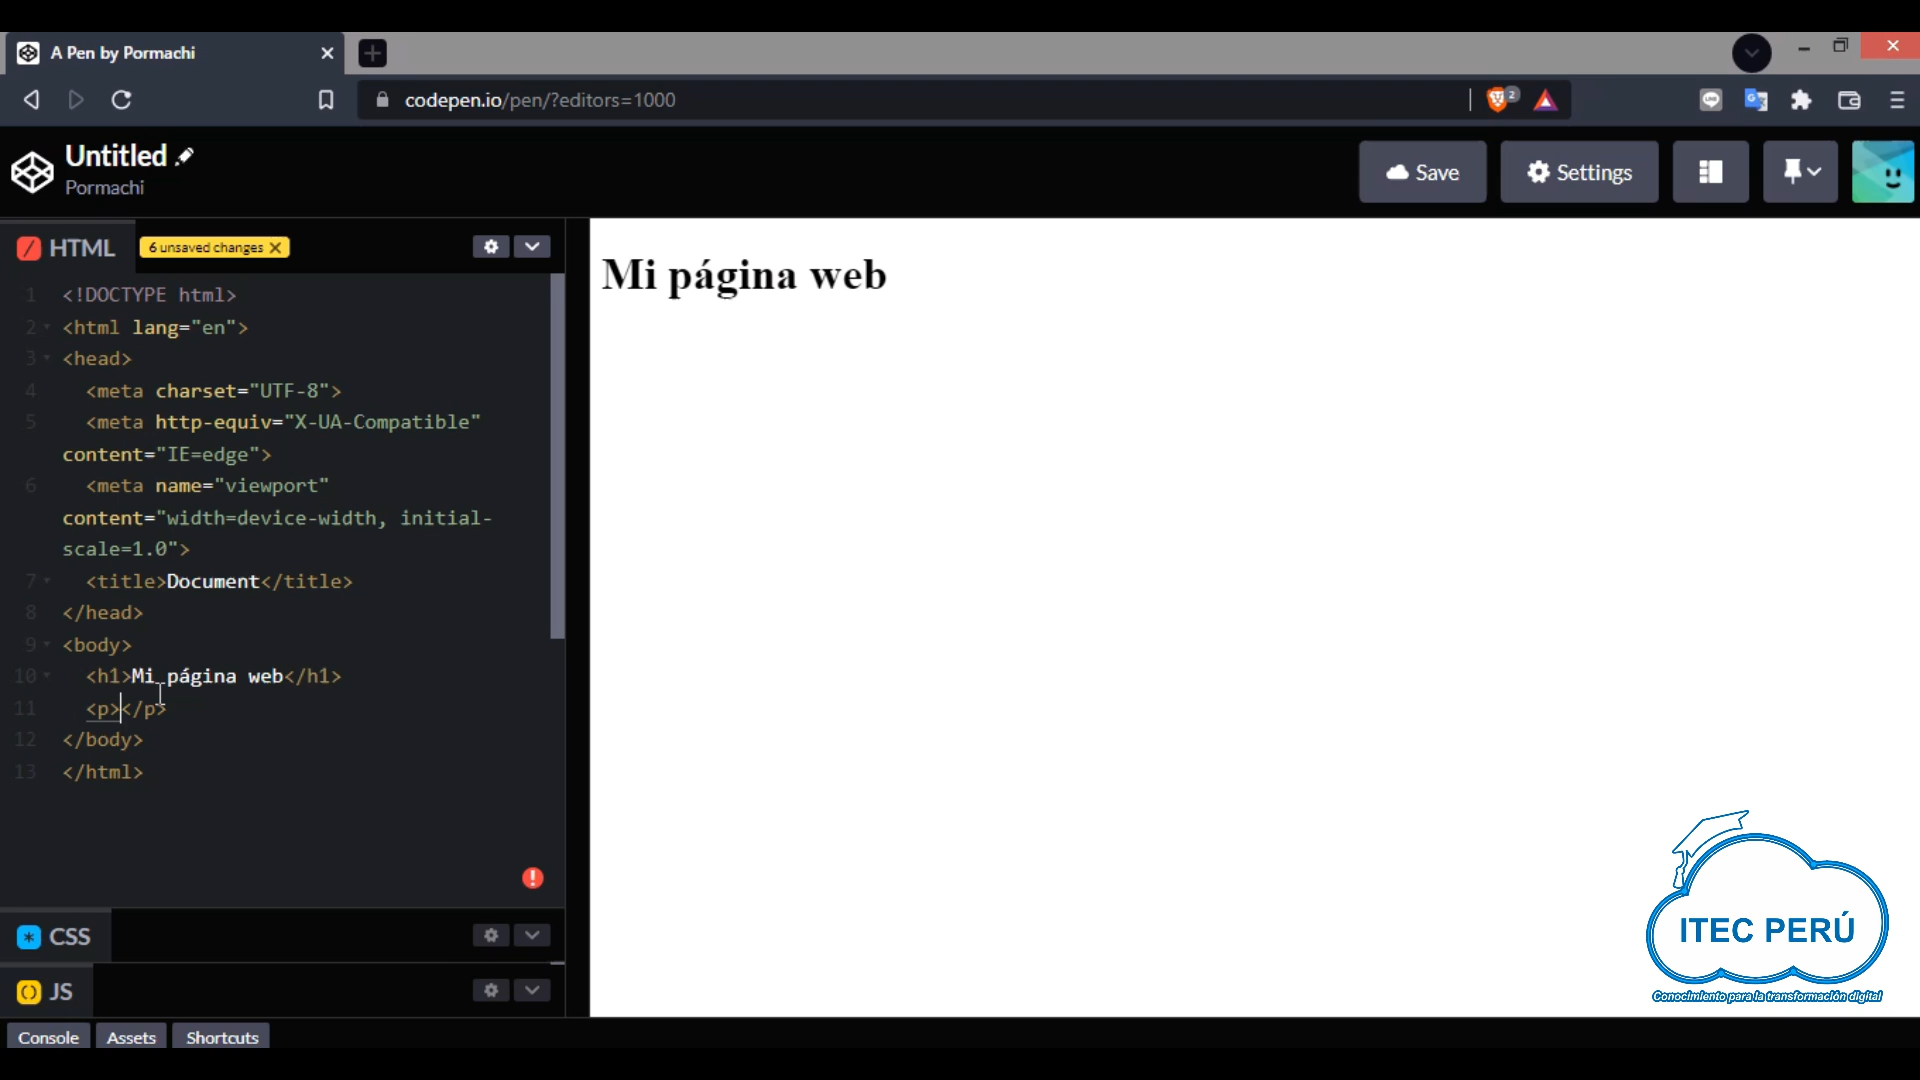 A Pen by Pormachi
codepen.io/pen/?editors=1000
2
Untitled
Pormachi
Save
Settings
HTML
6 unsaved changes
1 <!DOCTYPE html>
2 <html lang="en">
3 <head>
4 <meta charset="UTF-8">
5 <meta http-equiv="X-UA-Compatible"
content="IE=edge">
6 <meta name="viewport"
content="width=device-width, initial-
scale=1.0">
7 <title>Document</title>
8 </head>
9 <body>
10 <h1>Mi página web</h1>
11 <p></p>
12 </body>
13 </html>
CSS
JS
Console
Assets
Shortcuts
Mi página web
ITEC PERÚ
Conocimiento para la transformación digital